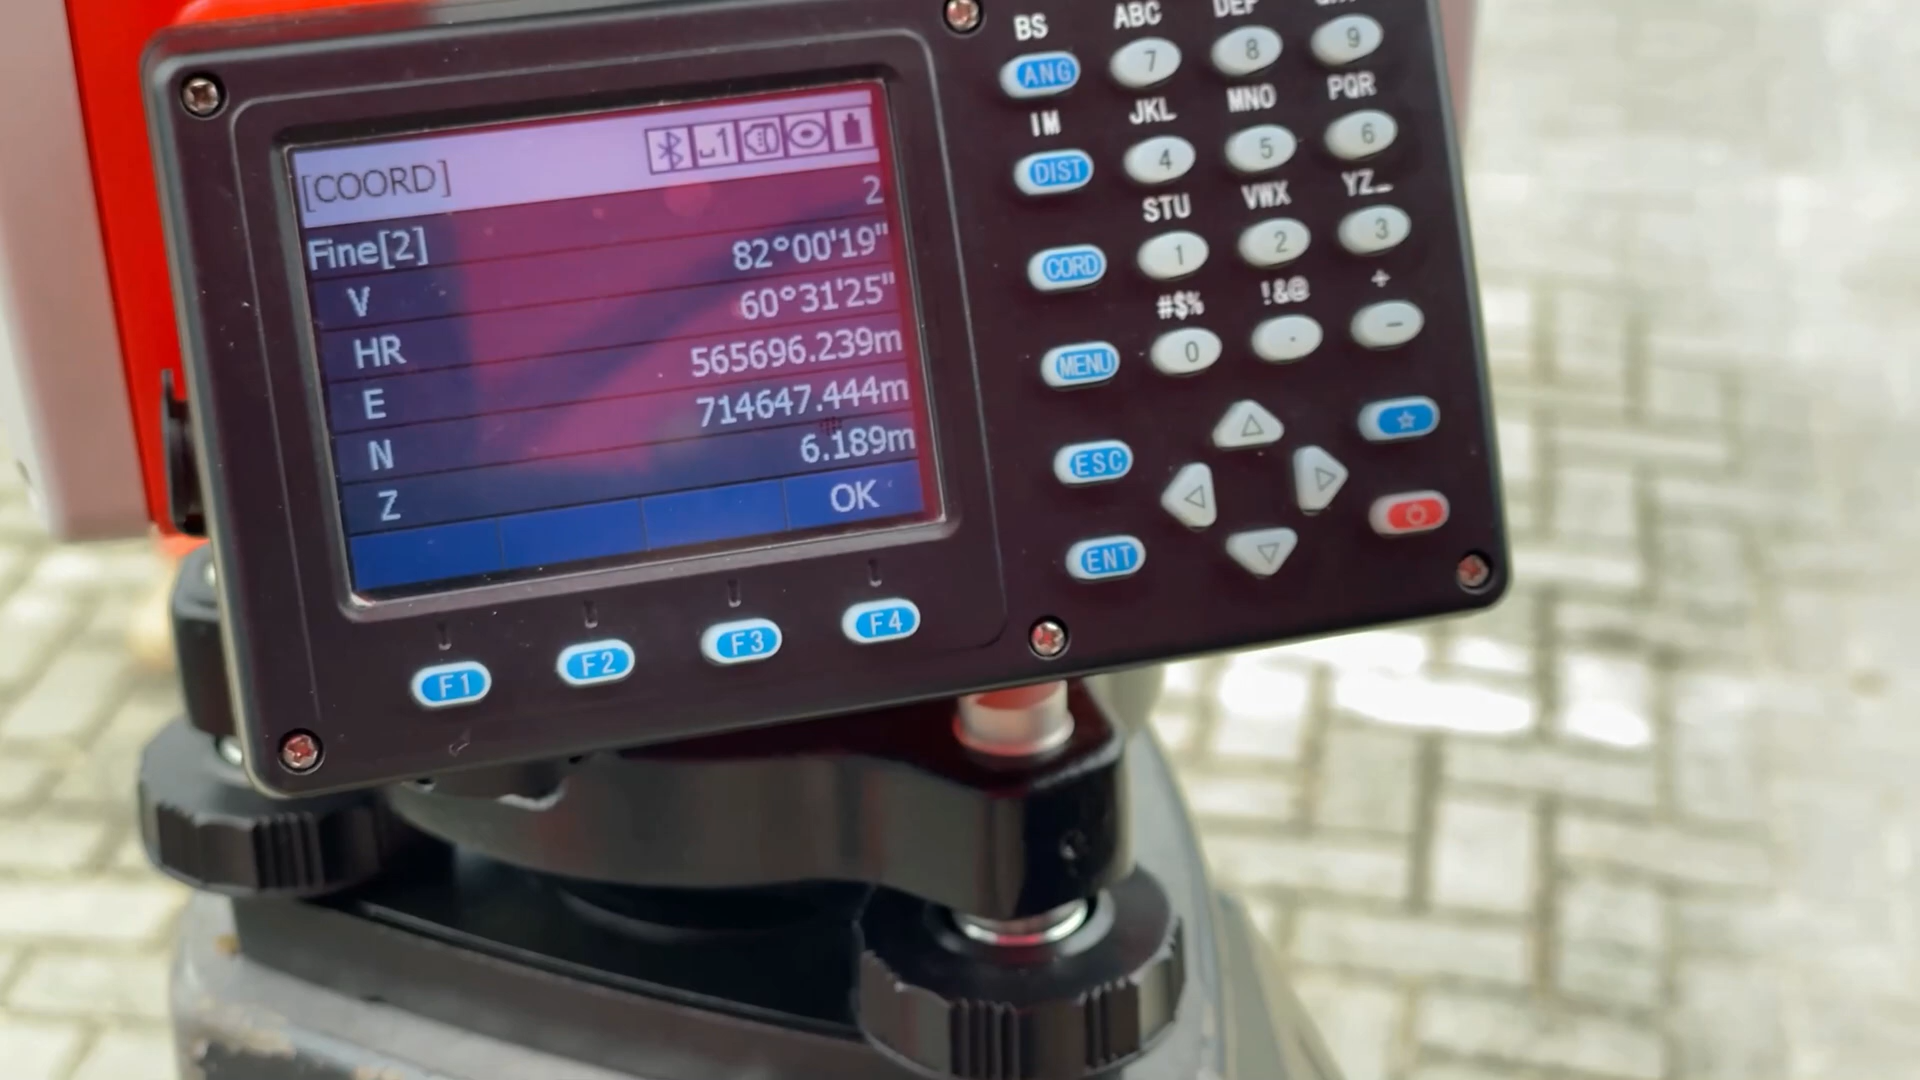 [COORD] 1
Fine[2] 2
V 82°00'19"
HR 60°31'25"
E 565696.239m
N 714647.444m
Z 6.189m
OK
F1 F2 F3 F4
BS ABC DEF
ANG 7 8 9
IM JKL MNO PQR
DIST 4 5 6
STU VWX YZ_
CORD 1 2 3
#$% !&@ +
MENU 0 . -
ESC
ENT